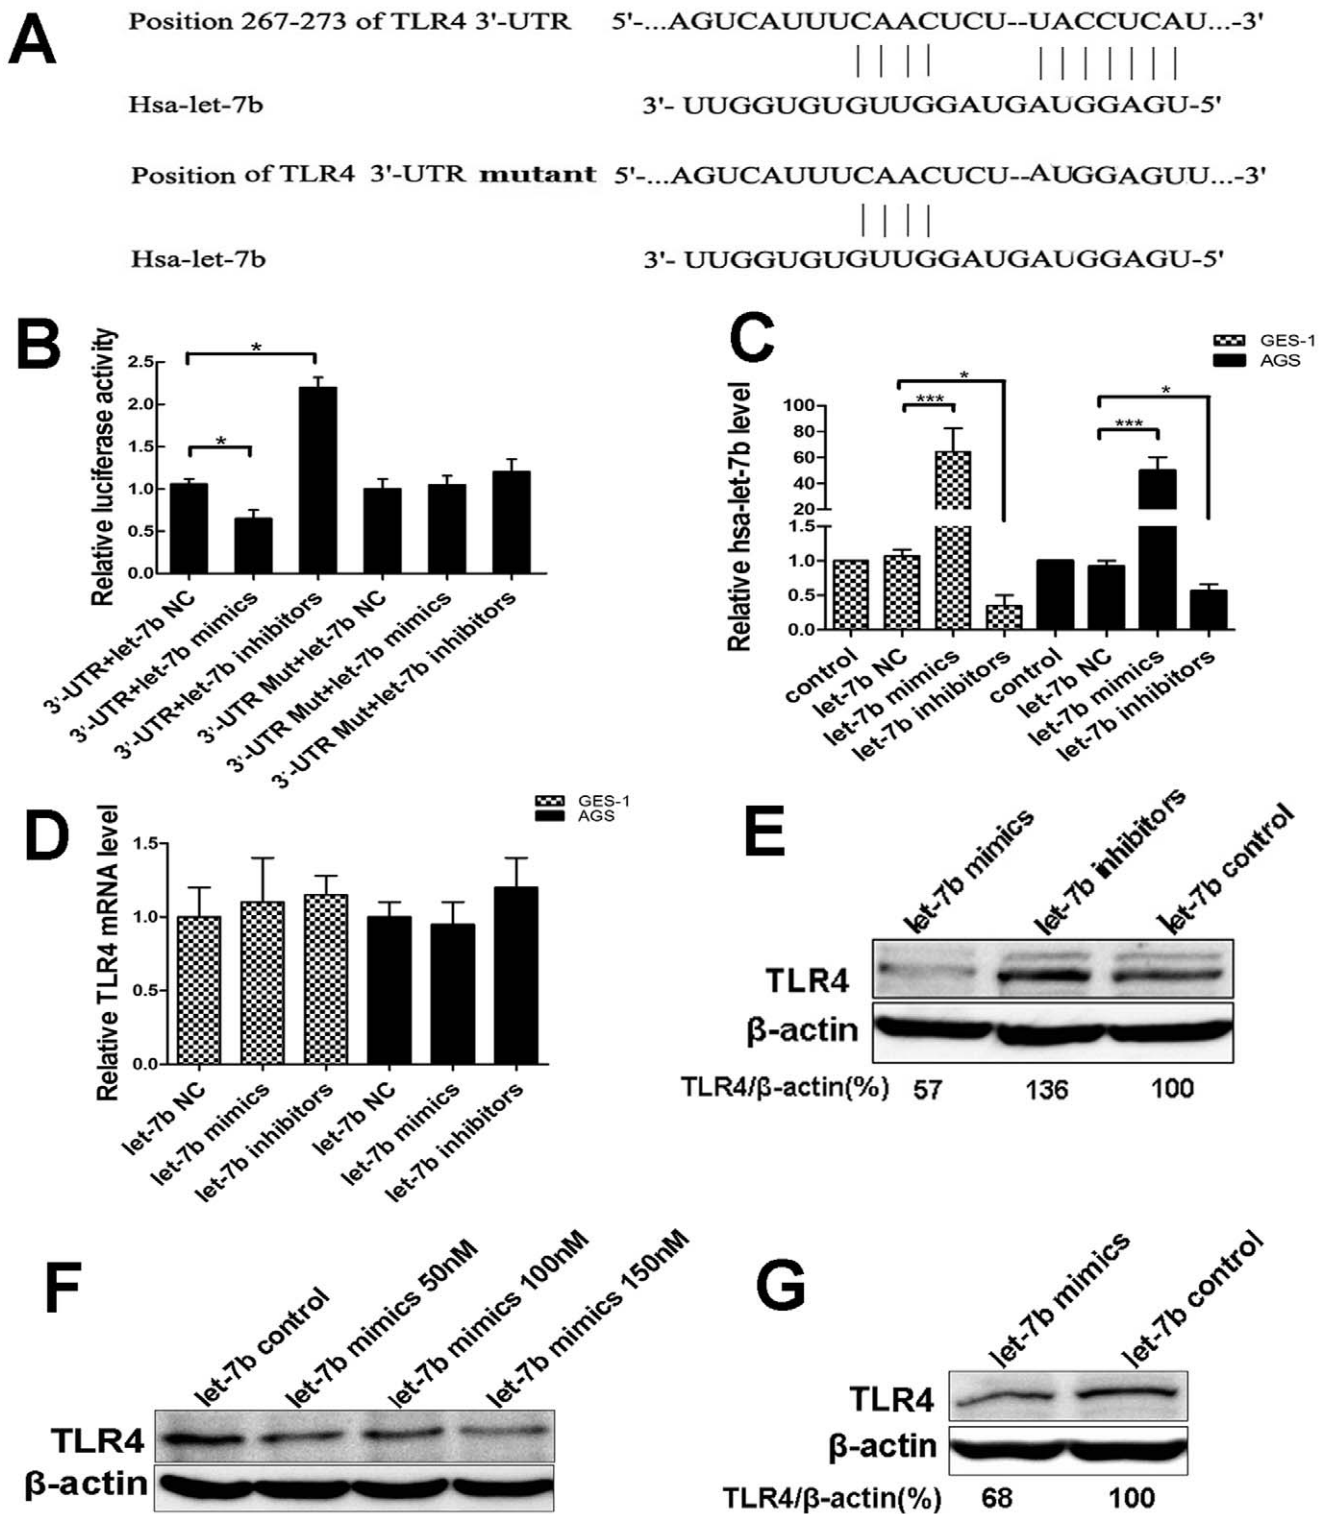 A
Position 267-273 of TLR4 3'-UTR 5'-...AGUCAUUUCAACUCU--UACCUCAU...-3'
Hsa-let-7b 3'- UUGGUGUGUUGGAUGAUGGAGU-5'
Position of TLR4 3'-UTR mutant 5'-...AGUCAUUUCAACUCU--AUGGAGUU...-3'
Hsa-let-7b 3'- UUGGUGUGUUGGAUGAUGGAGU-5'
B
Relative luciferase activity
2.5
2.0
1.5
1.0
0.5
0.0
*
*
3'-UTR+let-7b NC
3'-UTR+let-7b mimics
3'-UTR+let-7b inhibitors
3'-UTR Mut+let-7b NC
3'-UTR Mut+let-7b mimics
3'-UTR Mut+let-7b inhibitors
C
GES-1
AGS
Relative hsa-let-7b level
100
80
60
40
20
1.5
1.0
0.5
0.0
*
***
*
***
control
let-7b NC
let-7b mimics
let-7b inhibitors
control
let-7b NC
let-7b mimics
let-7b inhibitors
D
GES-1
AGS
Relative TLR4 mRNA level
1.5
1.0
0.5
0.0
let-7b NC
let-7b mimics
let-7b inhibitors
let-7b NC
let-7b mimics
let-7b inhibitors
E
let-7b mimics
let-7b inhibitors
let-7b control
TLR4
β-actin
TLR4/β-actin(%) 57 136 100
F
let-7b control
let-7b mimics 50nM
let-7b mimics 100nM
let-7b mimics 150nM
TLR4
β-actin
G
let-7b mimics
let-7b control
TLR4
β-actin
TLR4/β-actin(%) 68 100